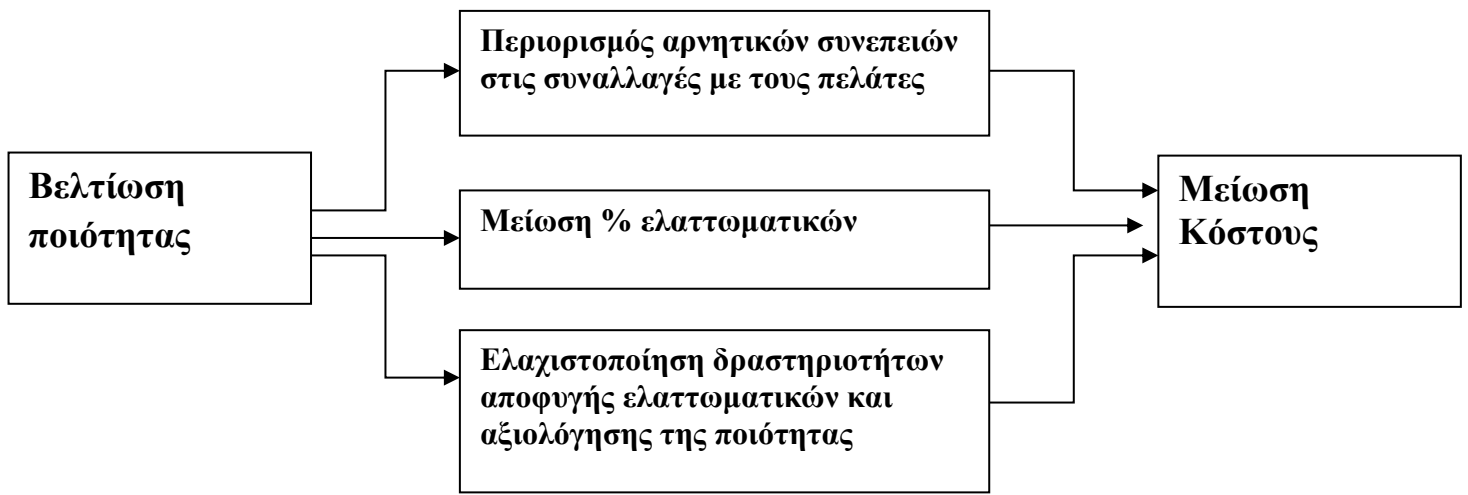 Περιορισμός αρνητικών συνεπειών
στις συναλλαγές με τους πελάτες
Βελτίωση
ποιότητας
Μείωση % ελαττωματικών
Μείωση
Κόστους
Ελαχιστοποίηση δραστηριοτήτων
αποφυγής ελαττωματικών και
αξιολόγησης της ποιότητας